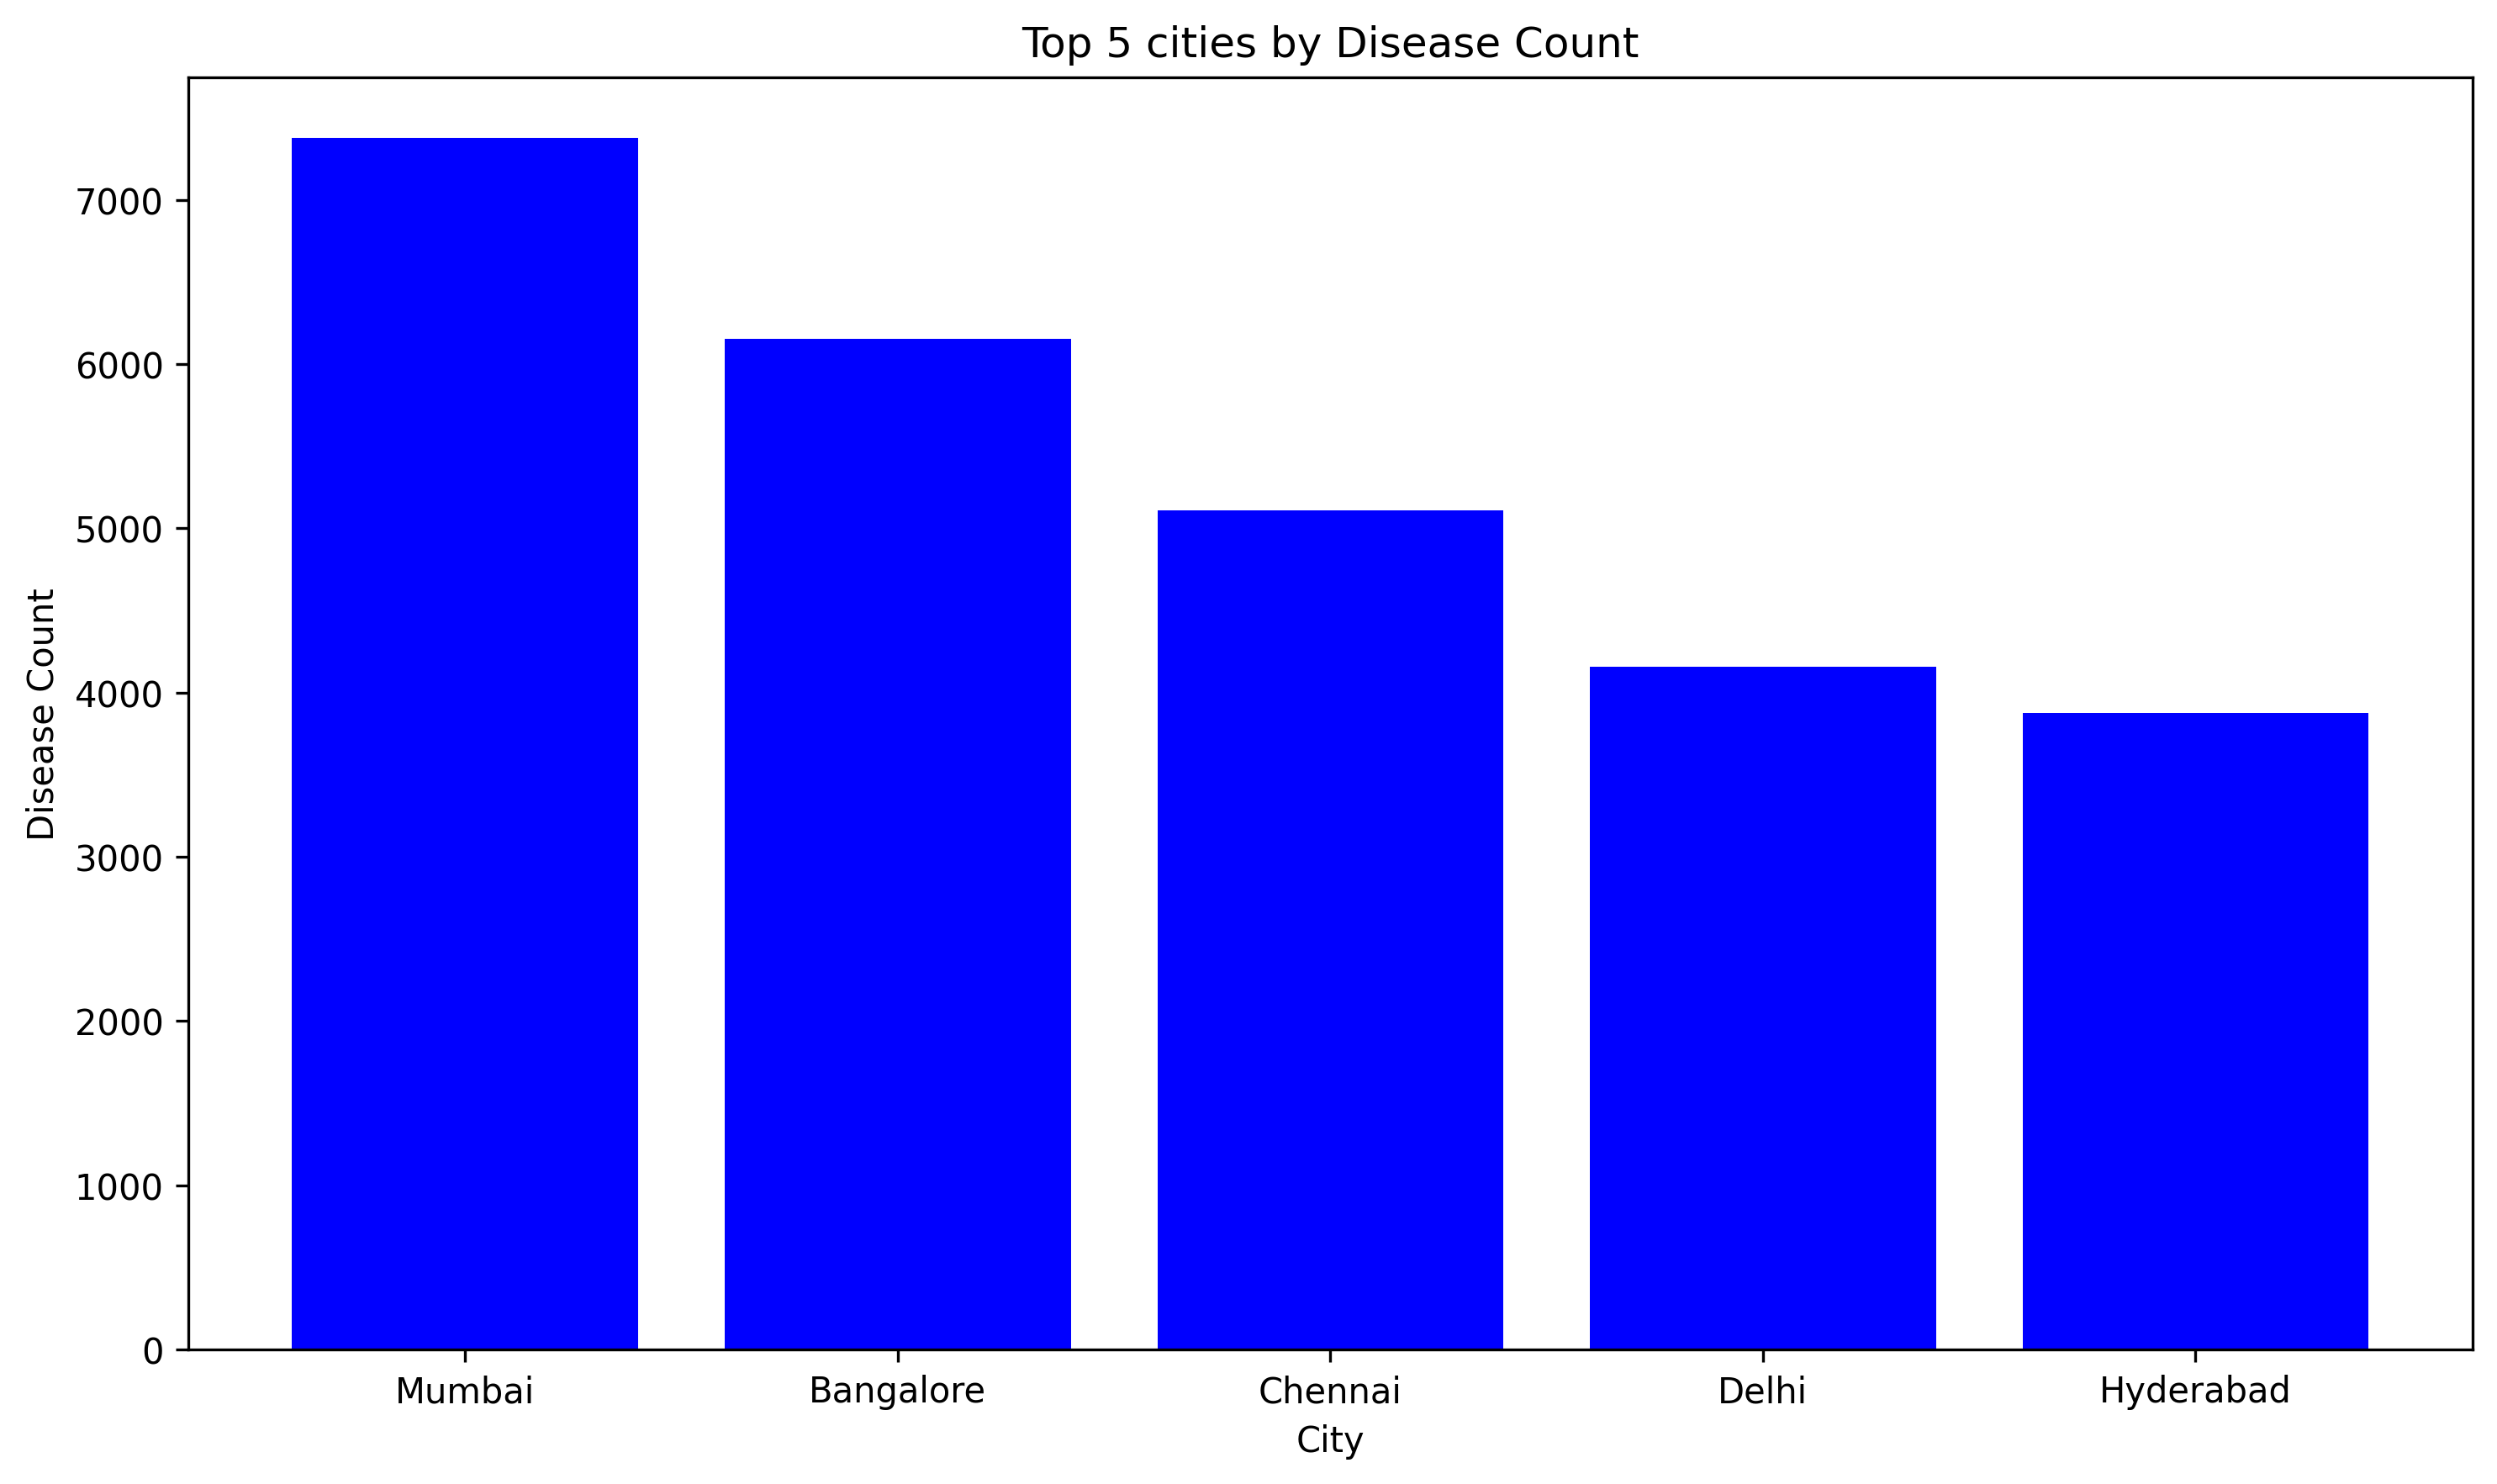 Top 5 cities by Disease Count
Disease Count
7000
6000
5000
4000
3000
2000
1000
0
Mumbai
Bangalore
Chennai
Delhi
Hyderabad
City